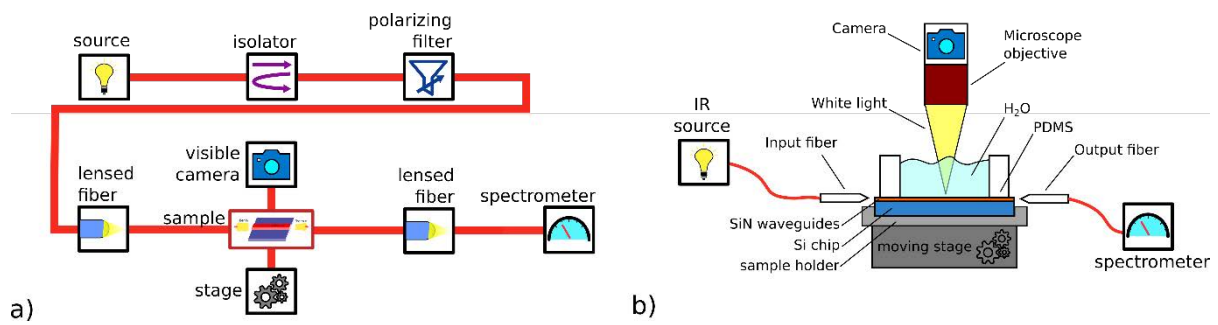 source
isolator
polarizing
filter
lensed
fiber
visible
camera
sample
stage
lensed
fiber
spectrometer
a)
Camera
Microscope
objective
White light
H2O
PDMS
IR
source
Input fiber
Output fiber
SiN waveguides
Si chip
sample holder
moving stage
spectrometer
b)